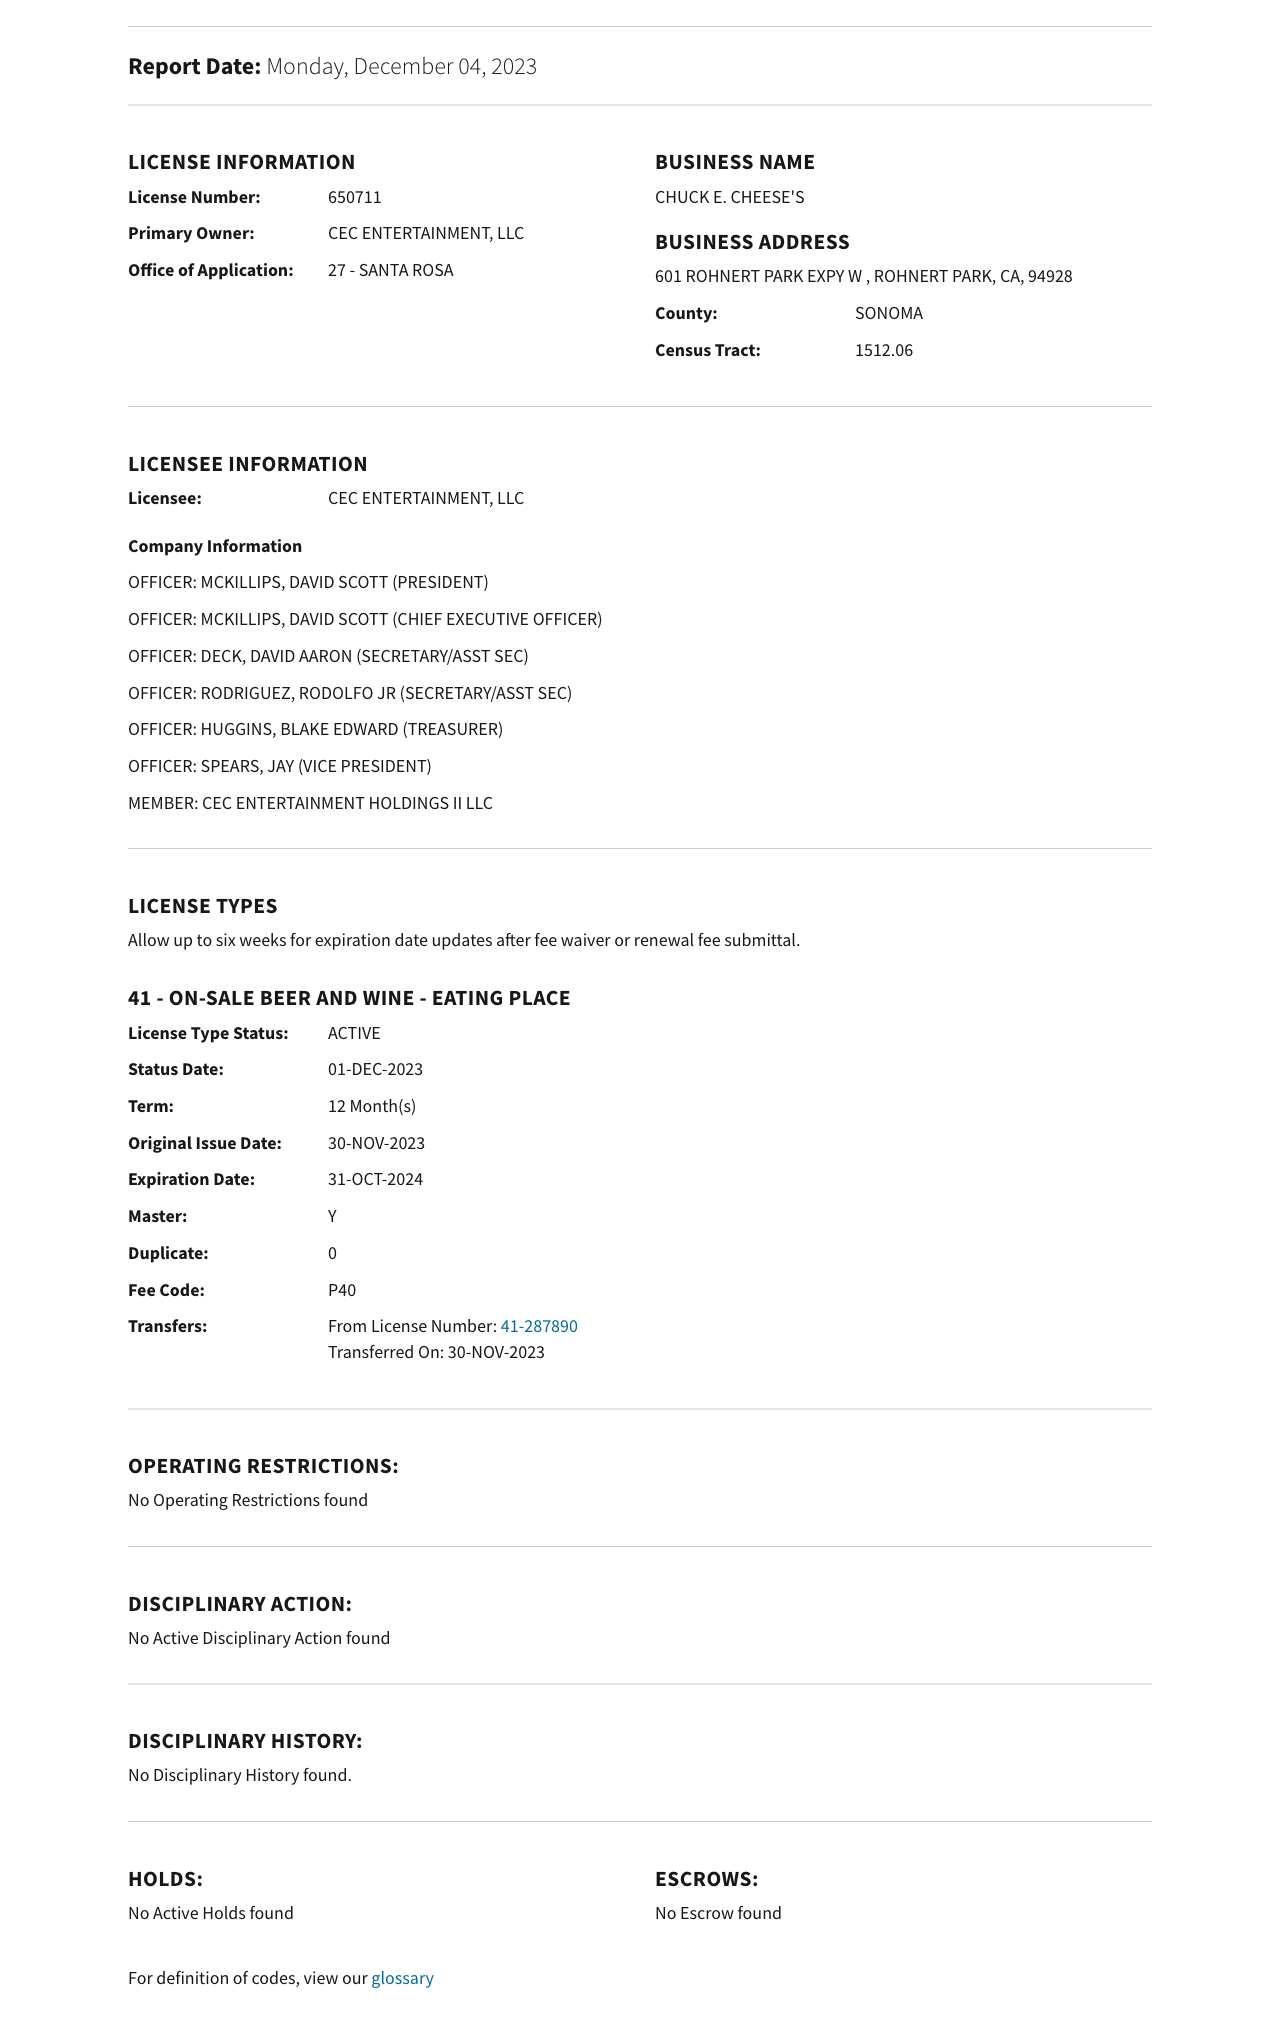 Report Date: Monday, December 04, 2023
LICENSE INFORMATION
License Number: 650711
Primary Owner: CEC ENTERTAINMENT, LLC
Office of Application: 27 - SANTA ROSA
BUSINESS NAME
CHUCK E. CHEESE'S
BUSINESS ADDRESS
601 ROHNERT PARK EXPY W , ROHNERT PARK, CA, 94928
County: SONOMA
Census Tract: 1512.06
LICENSEE INFORMATION
Licensee: CEC ENTERTAINMENT, LLC
Company Information
OFFICER: MCKILLIPS, DAVID SCOTT (PRESIDENT)
OFFICER: MCKILLIPS, DAVID SCOTT (CHIEF EXECUTIVE OFFICER)
OFFICER: DECK, DAVID AARON (SECRETARY/ASST SEC)
OFFICER: RODRIGUEZ, RODOLFO JR (SECRETARY/ASST SEC)
OFFICER: HUGGINS, BLAKE EDWARD (TREASURER)
OFFICER: SPEARS, JAY (VICE PRESIDENT)
MEMBER: CEC ENTERTAINMENT HOLDINGS II LLC
LICENSE TYPES
Allow up to six weeks for expiration date updates after fee waiver or renewal fee submittal.
41 - ON-SALE BEER AND WINE - EATING PLACE
License Type Status: ACTIVE
Status Date: 01-DEC-2023
Term: 12 Month(s)
Original Issue Date: 30-NOV-2023
Expiration Date: 31-OCT-2024
Master: Y
Duplicate: 0
Fee Code: P40
Transfers: From License Number: 41-287890
Transferred On: 30-NOV-2023
OPERATING RESTRICTIONS:
No Operating Restrictions found
DISCIPLINARY ACTION:
No Active Disciplinary Action found
DISCIPLINARY HISTORY:
No Disciplinary History found.
HOLDS:
No Active Holds found
ESCROWS:
No Escrow found
For definition of codes, view our glossary